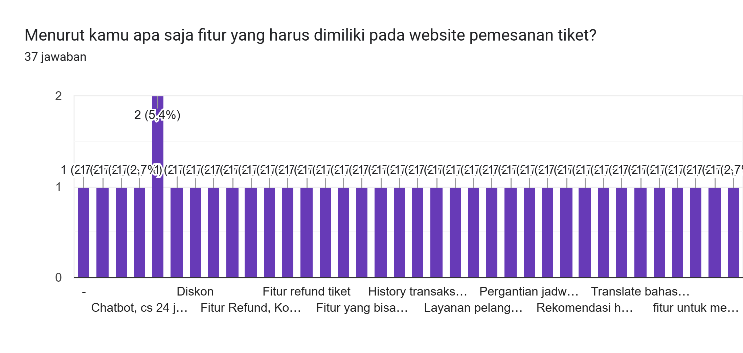 Menurut kamu apa saja fitur yang harus dimiliki pada website pemesanan tiket?
37 jawaban
2
2 (5,4%)
1
0
-
Diskon
Fitur refund tiket
History transaks...
Pergantian jadw...
Translate bahas...
Chatbot, cs 24 j...
Fitur Refund, Ko...
Fitur yang bisa...
Layanan pelang...
Rekomendasi h...
fitur untuk me...